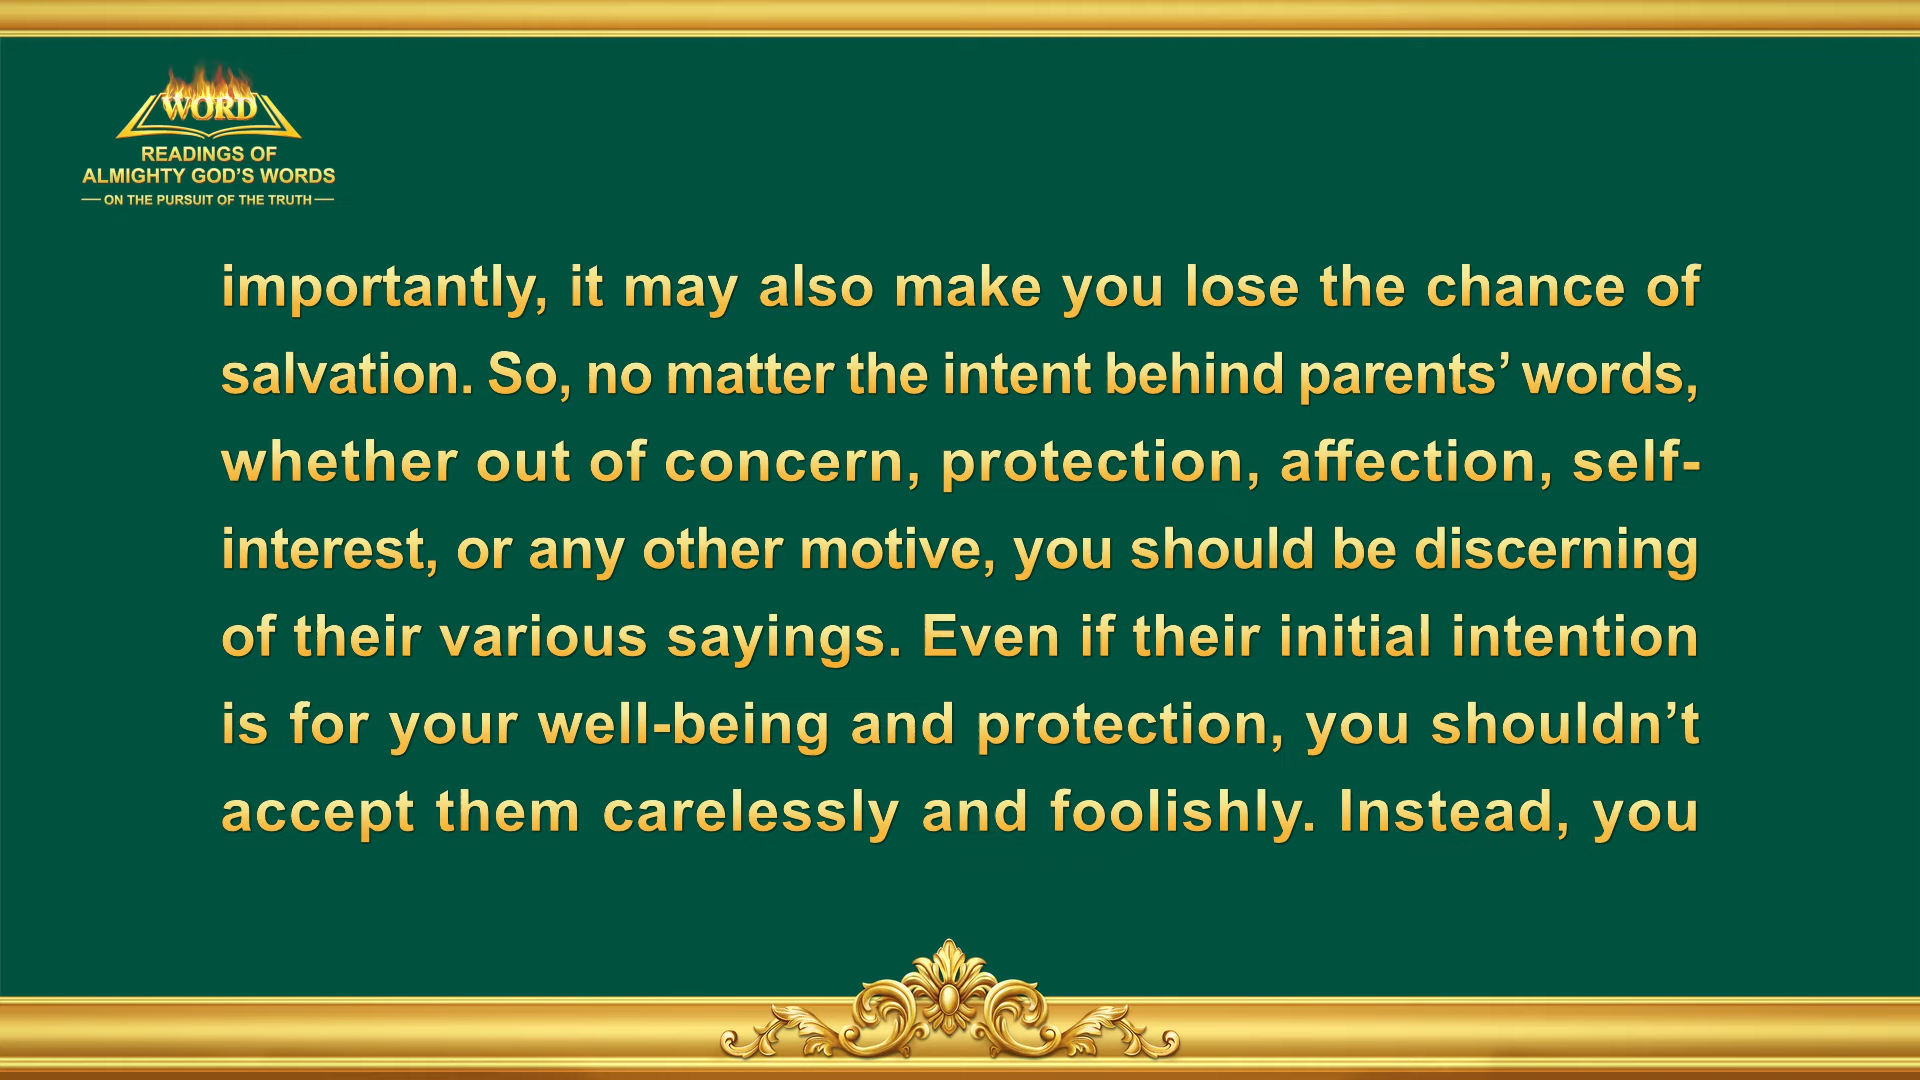 WORD
READINGS OF
ALMIGHTY GOD’S WORDS
ON THE PURSUIT OF THE TRUTH
importantly, it may also make you lose the chance of
salvation. So, no matter the intent behind parents’ words,
whether out of concern, protection, affection, self-
interest, or any other motive, you should be discerning
of their various sayings. Even if their initial intention
is for your well-being and protection, you shouldn’t
accept them carelessly and foolishly. Instead, you